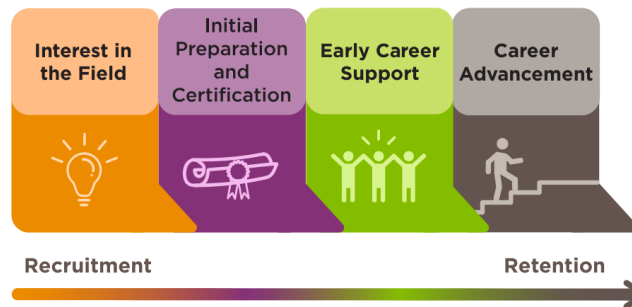 Interest in
the Field
Initial
Preparation
and
Certification
Early Career
Support
Career
Advancement
Recruitment
Retention